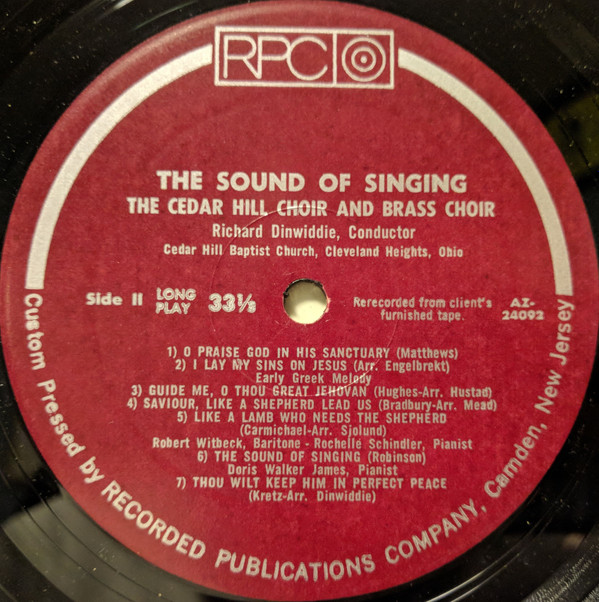 RPC
THE SOUND OF SINGING
THE CEDAR HILL CHOIR AND BRASS CHOIR
Richard Dinwiddie, Conductor
Cedar Hill Baptist Church, Cleveland Heights, Ohio
Side II LONG PLAY 33⅓
Rerecorded from client's furnished tape.
AZ-24092
1) O PRAISE GOD IN HIS SANCTUARY (Matthews)
2) I LAY MY SINS ON JESUS (Arr. Engelbrekt)
Early Greek Melody
3) GUIDE ME, O THOU GREAT JEHOVAN (Hughes-Arr. Hustad)
4) SAVIOUR, LIKE A SHEPHERD LEAD US (Bradbury-Arr. Mead)
5) LIKE A LAMB WHO NEEDS THE SHEPHERD
(Carmichael-Arr. Sjolund)
Robert Witbeck, Baritone - Rochelle Schindler, Pianist
6) THE SOUND OF SINGING (Robinson)
Doris Walker James, Pianist
7) THOU WILT KEEP HIM IN PERFECT PEACE
(Kretz-Arr. Dinwiddie)
Custom Pressed by RECORDED PUBLICATIONS COMPANY, Camden, New Jersey